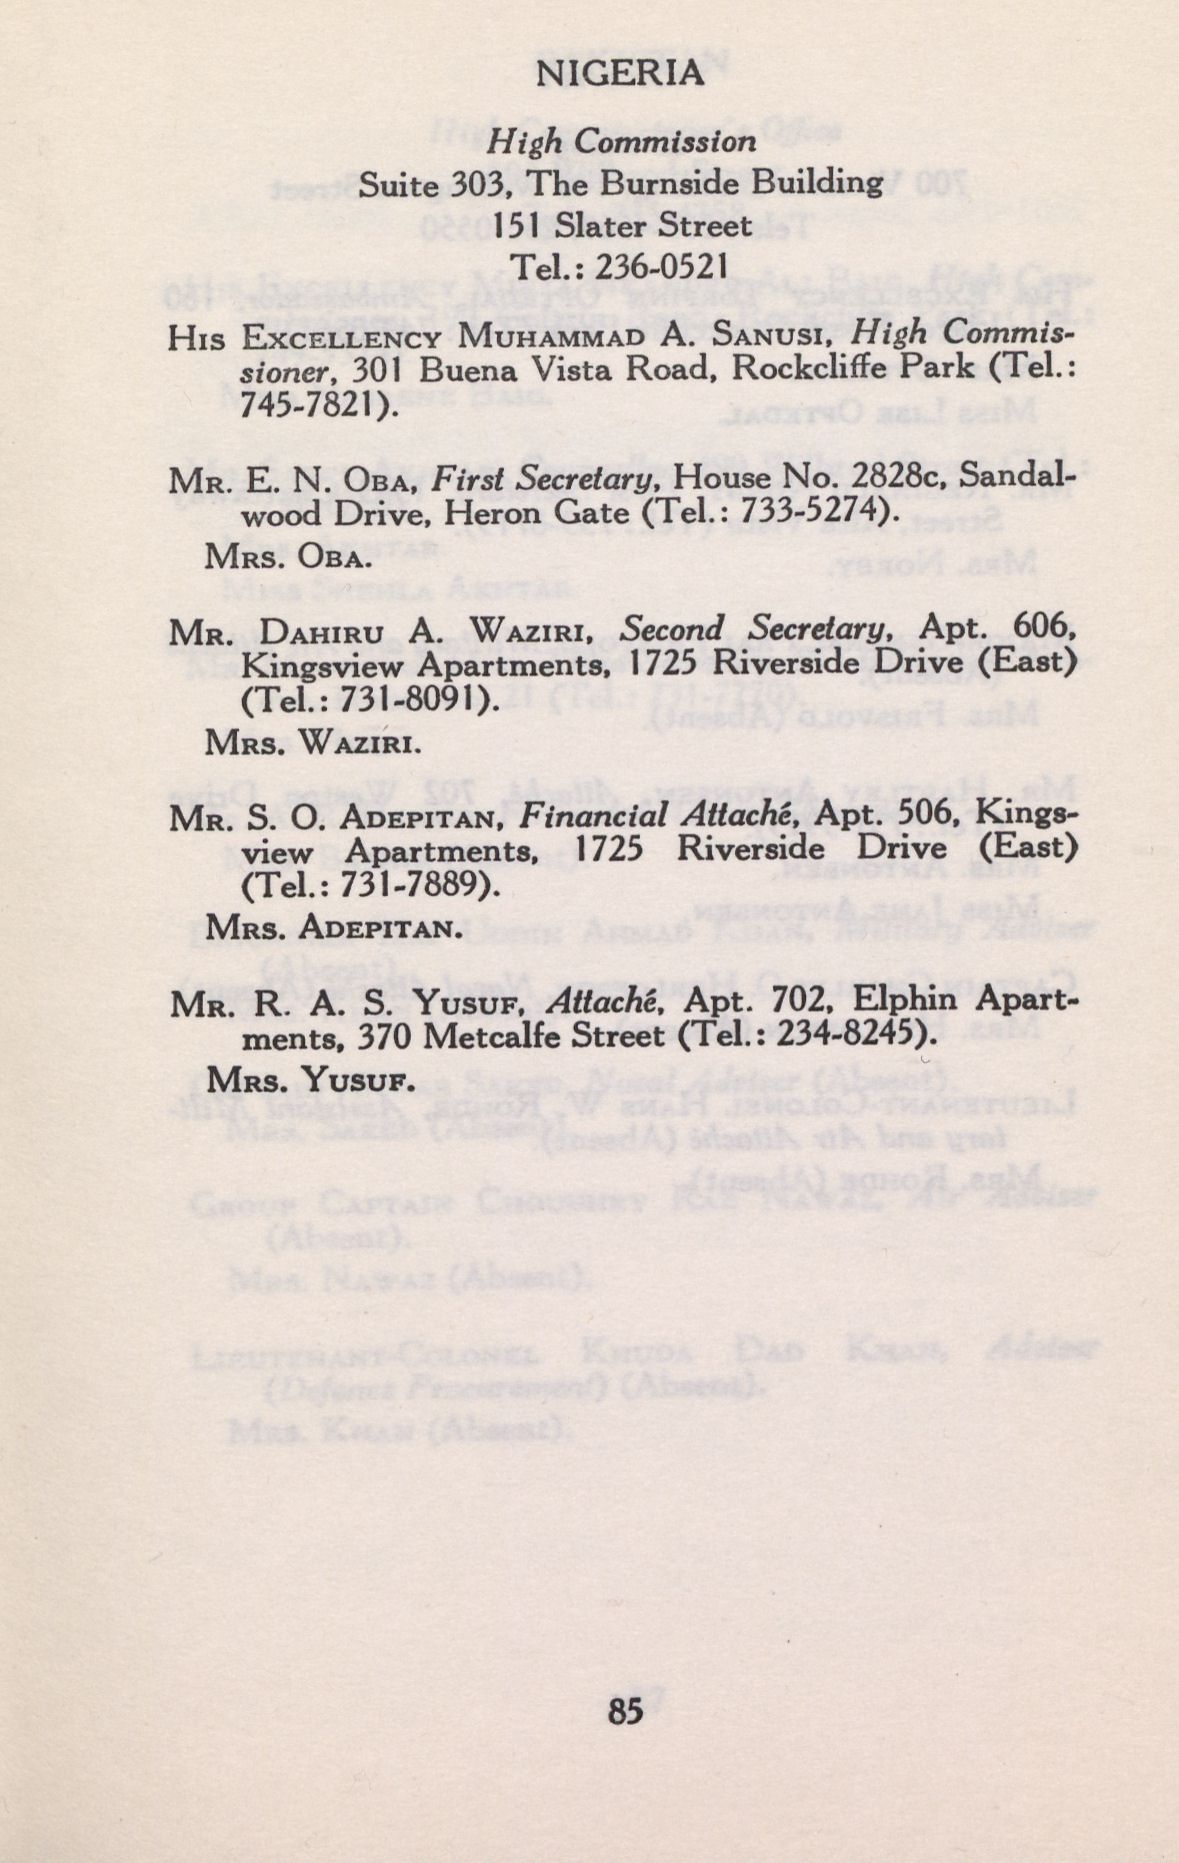 NIGERIA
High Commission
Suite 303, The Burnside Building
151 Slater Street
Tel.: 236-0521
His Excellency Muhammad A. Sanusi, High Commis-
sioner, 301 Buena Vista Road, Rockcliffe Park (Tel.:
745-7821).
Mr. E. N. Oba, First Secretary, House No. 2828c, Sandal-
wood Drive, Heron Gate (Tel.: 733-5274).
Mrs. Oba.
Mr. Dahiru A. Waziri, Second Secretary, Apt. 606,
Kingsview Apartments, 1725 Riverside Drive (East)
(Tel.: 731-8091).
Mrs. Waziri.
Mr. S. O. Adepitan, Financial Attaché, Apt. 506, Kings-
view Apartments, 1725 Riverside Drive (East)
(Tel.: 731-7889).
Mrs. Adepitan.
Mr. R. A. S. Yusuf, Attaché, Apt. 702, Elphin Apart-
ments, 370 Metcalfe Street (Tel.: 234-8245).
Mrs. Yusuf.
85